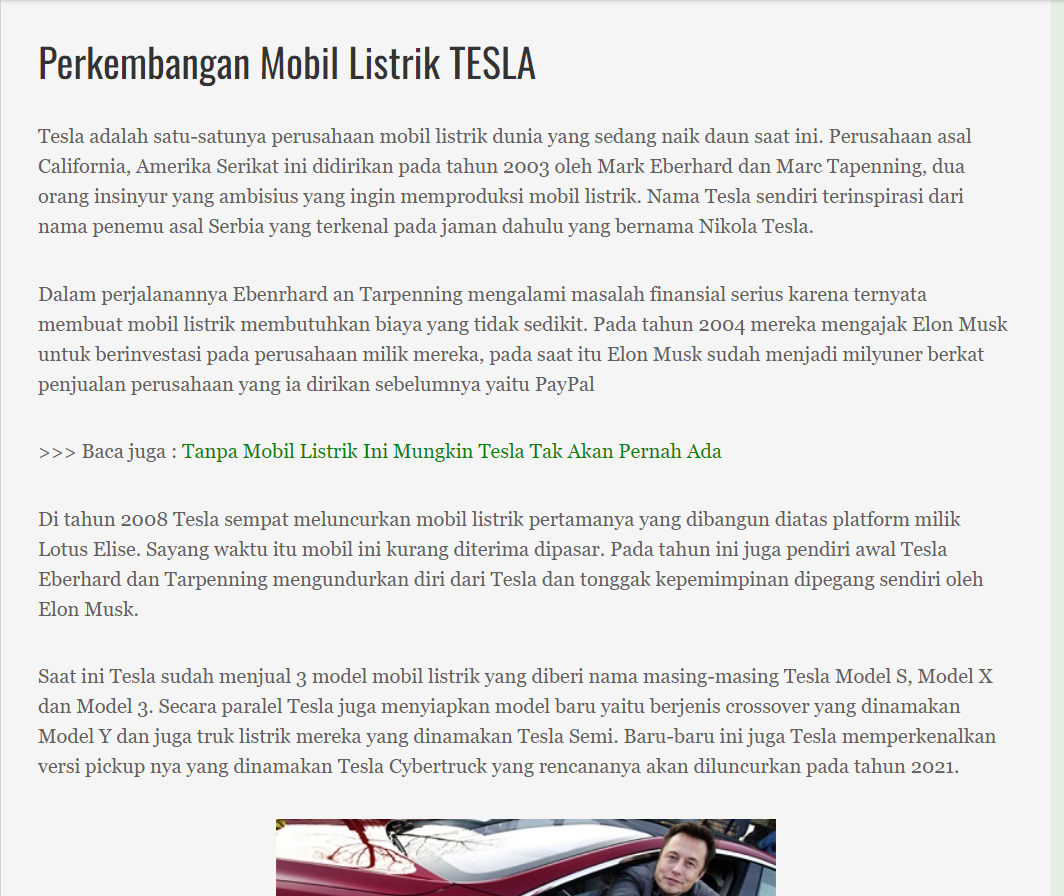 Perkembangan Mobil Listrik TESLA
Tesla adalah satu-satunya perusahaan mobil listrik dunia yang sedang naik daun saat ini. Perusahaan asal
California, Amerika Serikat ini didirikan pada tahun 2003 oleh Mark Eberhard dan Marc Tapenning, dua
orang insinyur yang ambisius yang ingin memproduksi mobil listrik. Nama Tesla sendiri terinspirasi dari
nama penemu asal Serbia yang terkenal pada jaman dahulu yang bernama Nikola Tesla.
Dalam perjalanannya Ebenrhard an Tarpenning mengalami masalah finansial serius karena ternyata
membuat mobil listrik membutuhkan biaya yang tidak sedikit. Pada tahun 2004 mereka mengajak Elon Musk
untuk berinvestasi pada perusahaan milik mereka, pada saat itu Elon Musk sudah menjadi milyuner berkat
penjualan perusahaan yang ia dirikan sebelumnya yaitu PayPal
>>> Baca juga : Tanpa Mobil Listrik Ini Mungkin Tesla Tak Akan Pernah Ada
Di tahun 2008 Tesla sempat meluncurkan mobil listrik pertamanya yang dibangun diatas platform milik
Lotus Elise. Sayang waktu itu mobil ini kurang diterima dipasar. Pada tahun ini juga pendiri awal Tesla
Eberhard dan Tarpenning mengundurkan diri dari Tesla dan tonggak kepemimpinan dipegang sendiri oleh
Elon Musk.
Saat ini Tesla sudah menjual 3 model mobil listrik yang diberi nama masing-masing Tesla Model S, Model X
dan Model 3. Secara paralel Tesla juga menyiapkan model baru yaitu berjenis crossover yang dinamakan
Model Y dan juga truk listrik mereka yang dinamakan Tesla Semi. Baru-baru ini juga Tesla memperkenalkan
versi pickup nya yang dinamakan Tesla Cybertruck yang rencananya akan diluncurkan pada tahun 2021.